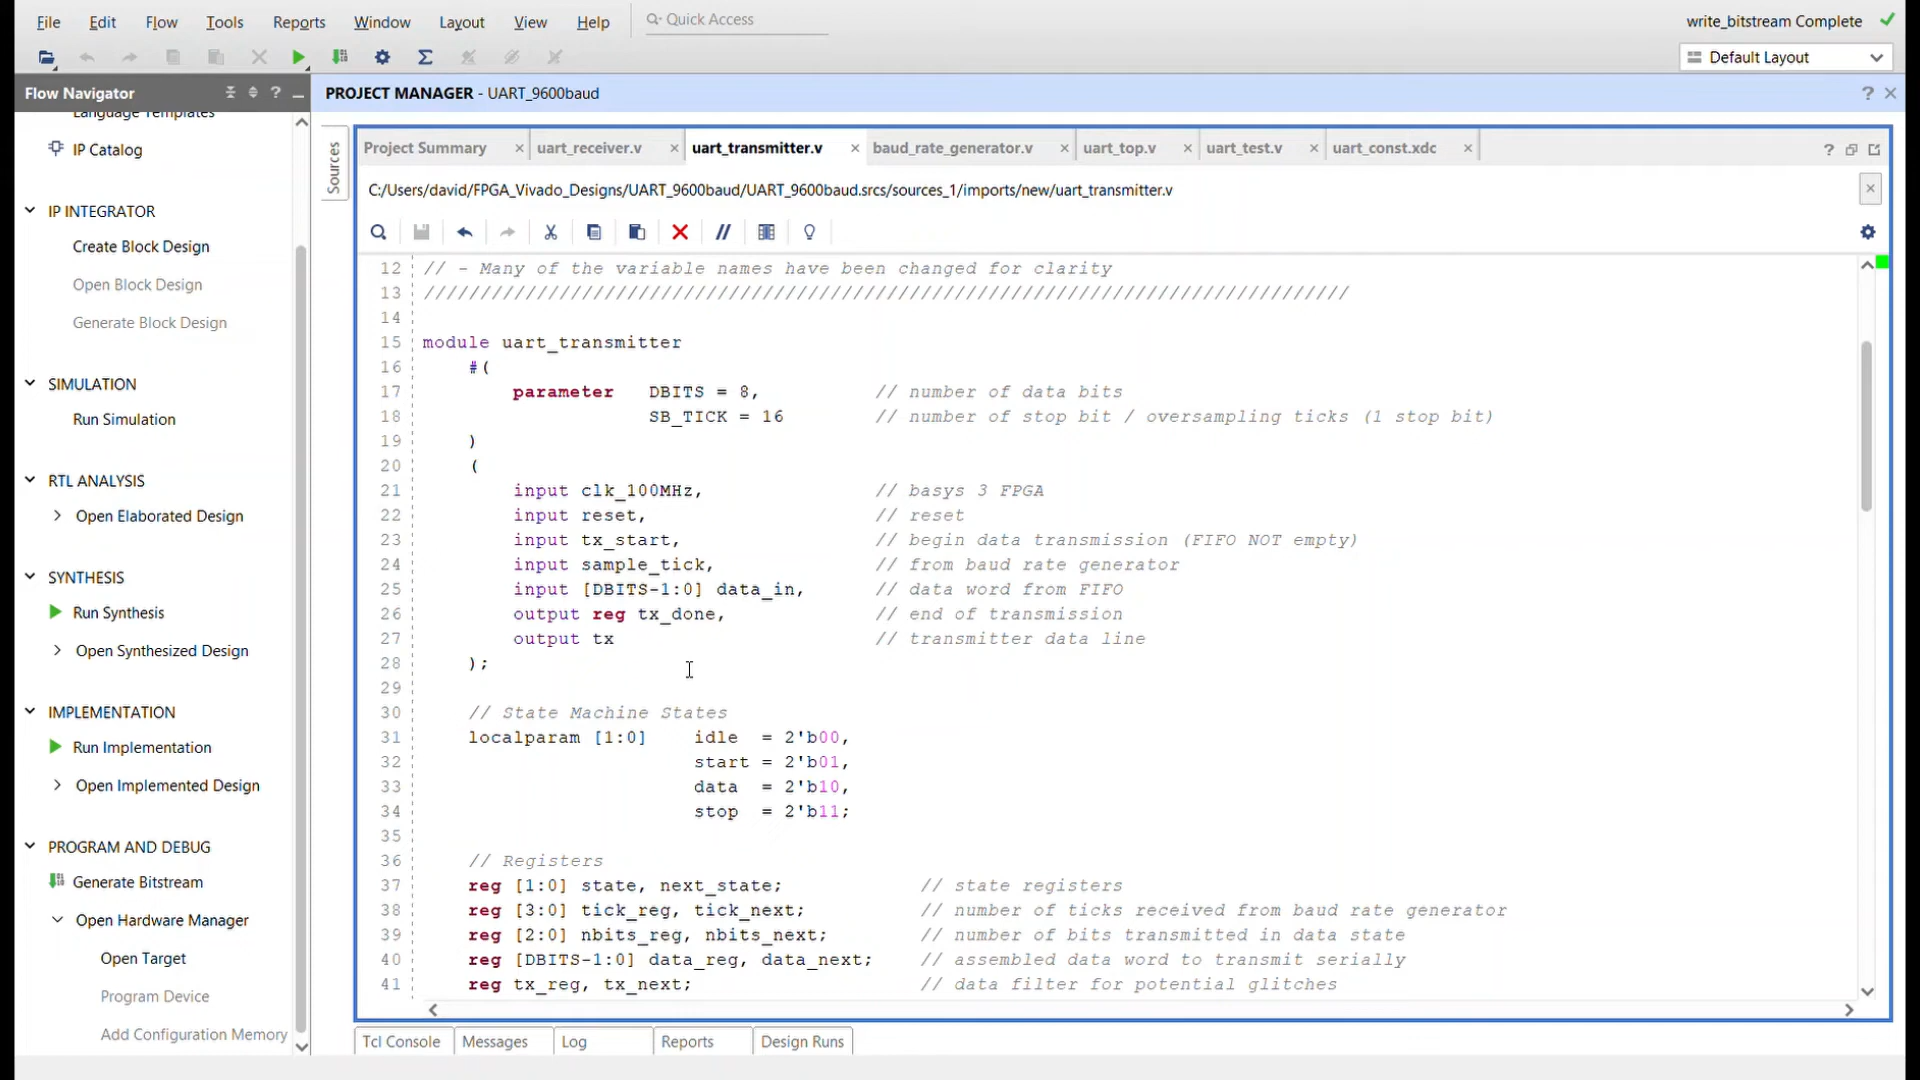 File Edit Flow Tools Reports Window Layout View Help Quick Access write_bitstream Complete
Default Layout
Flow Navigator ? PROJECT MANAGER - UART_9600baud ?
Language Templates
IP Catalog
IP INTEGRATOR
Create Block Design
Open Block Design
Generate Block Design
SIMULATION
Run Simulation
RTL ANALYSIS
Open Elaborated Design
SYNTHESIS
Run Synthesis
Open Synthesized Design
IMPLEMENTATION
Run Implementation
Open Implemented Design
PROGRAM AND DEBUG
Generate Bitstream
Open Hardware Manager
Open Target
Program Device
Add Configuration Memory
Sources
Project Summary uart_receiver.v uart_transmitter.v baud_rate_generator.v uart_top.v uart_test.v uart_const.xdc ?
C:/Users/david/FPGA_Vivado_Designs/UART_9600baud/UART_9600baud.srcs/sources_1/imports/new/uart_transmitter.v
12 // - Many of the variable names have been changed for clarity
13 //////////////////////////////////////////////////////////////////////////////////
14
15 module uart_transmitter
16 #(
17 parameter DBITS = 8, // number of data bits
18 SB_TICK = 16 // number of stop bit / oversampling ticks (1 stop bit)
19 )
20 (
21 input clk_100MHz, // basys 3 FPGA
22 input reset, // reset
23 input tx_start, // begin data transmission (FIFO NOT empty)
24 input sample_tick, // from baud rate generator
25 input [DBITS-1:0] data_in, // data word from FIFO
26 output reg tx_done, // end of transmission
27 output tx // transmitter data line
28 );
29
30 // State Machine States
31 localparam [1:0] idle = 2'b00,
32 start = 2'b01,
33 data = 2'b10,
34 stop = 2'b11;
35
36 // Registers
37 reg [1:0] state, next_state; // state registers
38 reg [3:0] tick_reg, tick_next; // number of ticks received from baud rate generator
39 reg [2:0] nbits_reg, nbits_next; // number of bits transmitted in data state
40 reg [DBITS-1:0] data_reg, data_next; // assembled data word to transmit serially
41 reg tx_reg, tx_next; // data filter for potential glitches
Tcl Console Messages Log Reports Design Runs